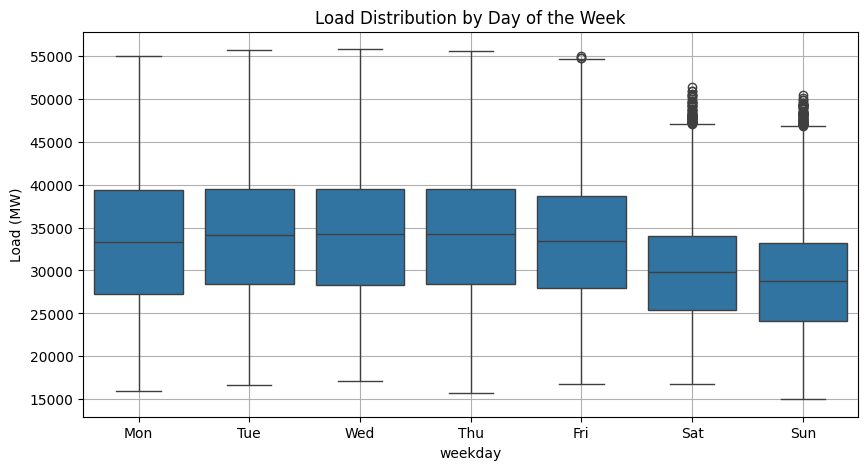 Load Distribution by Day of the Week
Load (MW)
55000
50000
45000
40000
35000
30000
25000
20000
15000
Mon Tue Wed Thu Fri Sat Sun
weekday